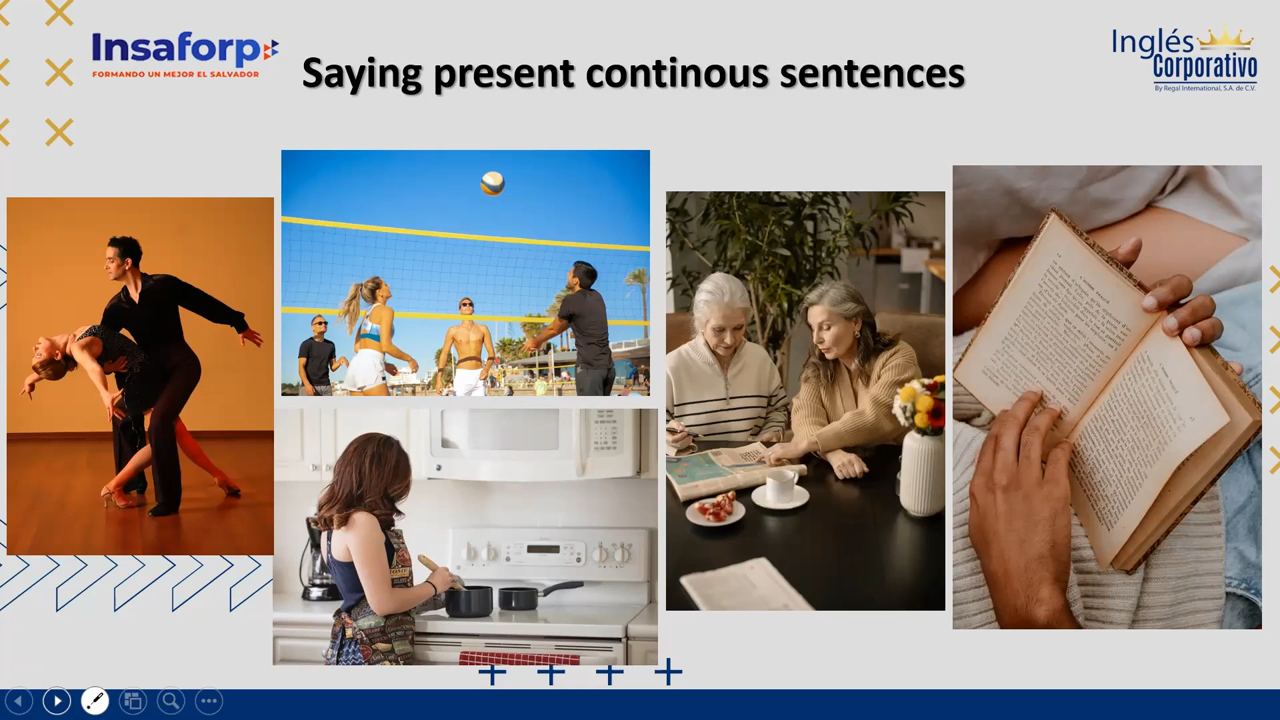 Insaforp
FORMANDO UN MEJOR EL SALVADOR
Saying present continous sentences
Inglés
Corporativo
By Regal International, S.A. de C.V.